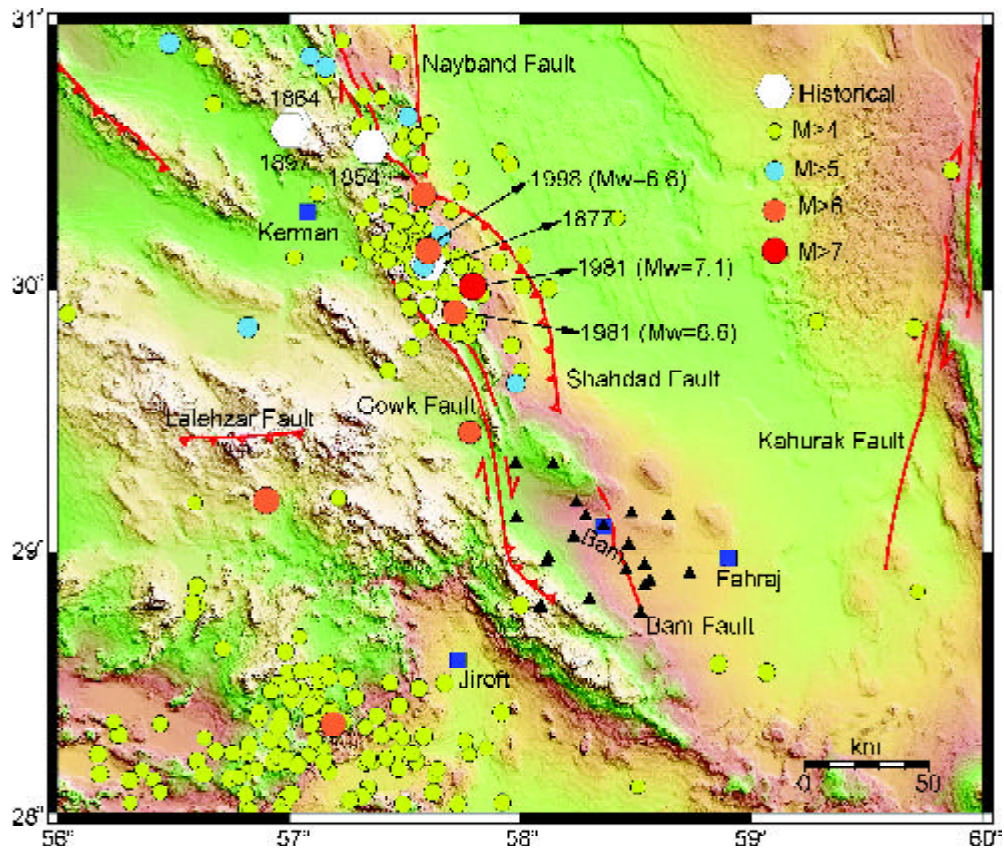 31°
Nayband Fault
1864
Historical
M>4
1897
1854
M>5
1998 (Mw=6.6)
M>6
Kerman
1877
M>7
30°
1981 (Mw=7.1)
1981 (Mw=6.6)
Shahdad Fault
Gowk Fault
Lalehzar Fault
Kahurak Fault
29°
Bam
Fahraj
Bam Fault
Jiroft
km
0 50
28°
56° 57° 58° 59° 60°